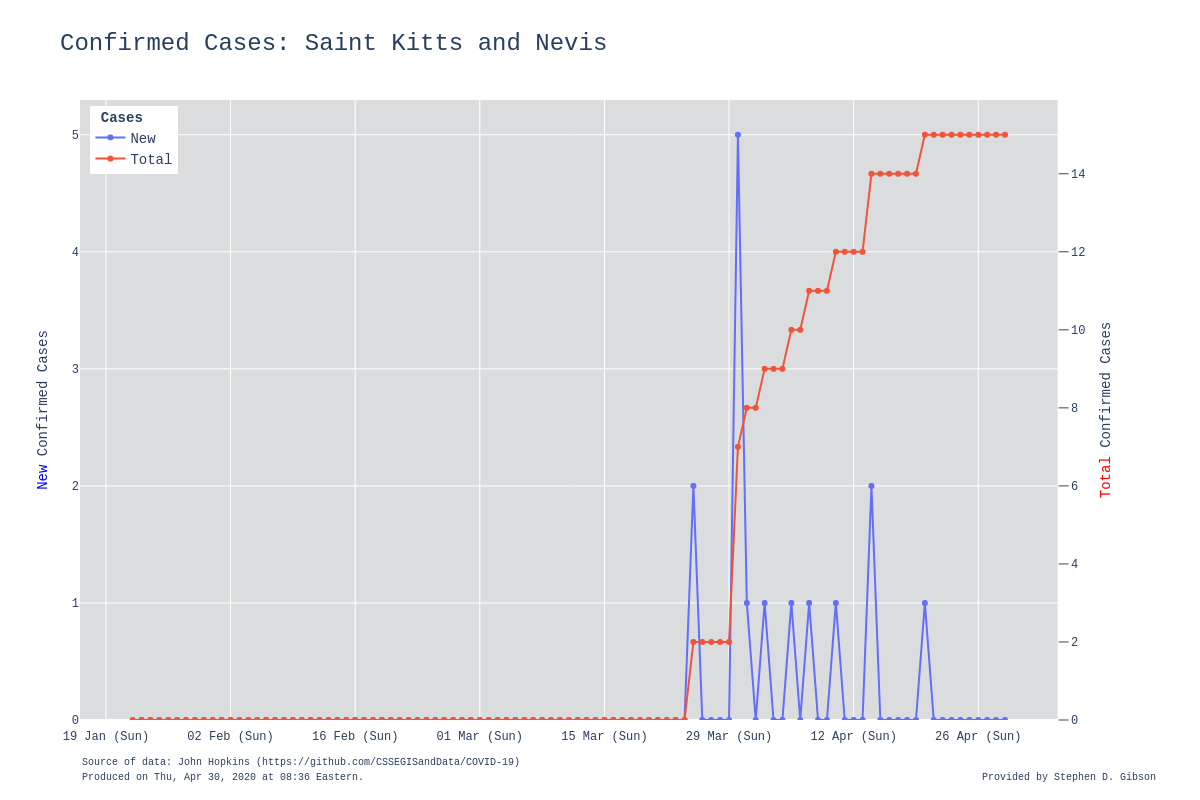 Confirmed Cases: Saint Kitts and Nevis
Cases
New
Total
5
4
3
2
1
0
14
12
10
8
6
4
2
0
New Confirmed Cases
Total Confirmed Cases
19 Jan (Sun)
02 Feb (Sun)
16 Feb (Sun)
01 Mar (Sun)
15 Mar (Sun)
29 Mar (Sun)
12 Apr (Sun)
26 Apr (Sun)
Source of data: John Hopkins (https://github.com/CSSEGISandData/COVID-19)
Produced on Thu, Apr 30, 2020 at 08:36 Eastern.
Provided by Stephen D. Gibson